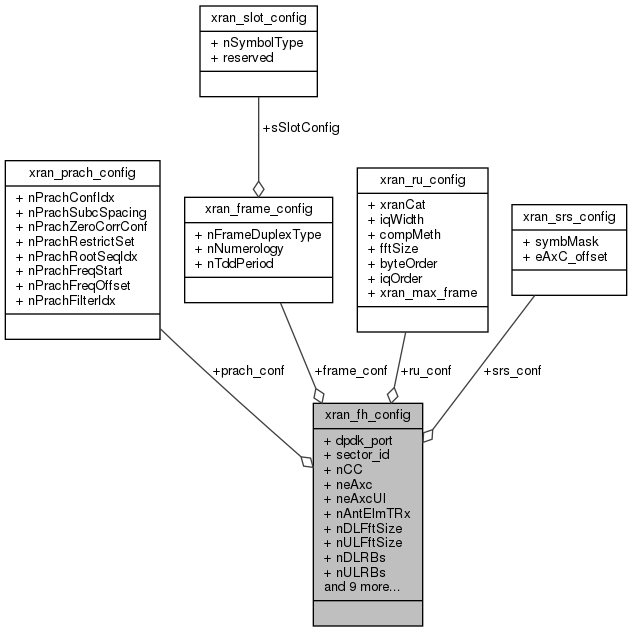 xran_slot_config
+ nSymbolType
+ reserved
+sSlotConfig
xran_prach_config
+ nPrachConfIdx
+ nPrachSubcSpacing
+ nPrachZeroCorrConf
+ nPrachRestrictSet
+ nPrachRootSeqIdx
+ nPrachFreqStart
+ nPrachFreqOffset
+ nPrachFilterIdx
xran_frame_config
+ nFrameDuplexType
+ nNumerology
+ nTddPeriod
xran_ru_config
+ xranCat
+ iqWidth
+ compMeth
+ fftSize
+ byteOrder
+ iqOrder
+ xran_max_frame
xran_srs_config
+ symbMask
+ eAxC_offset
+prach_conf
+frame_conf
+ru_conf
+srs_conf
xran_fh_config
+ dpdk_port
+ sector_id
+ nCC
+ neAxc
+ neAxcUl
+ nAntElmTRx
+ nDLFftSize
+ nULFftSize
+ nDLRBs
+ nULRBs
and 9 more...